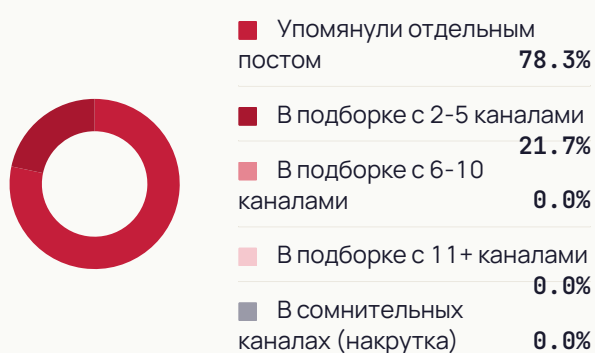 Упомянули отдельным
постом 78.3%
В подборке с 2-5 каналами
21.7%
В подборке с 6-10
каналами 0.0%
В подборке с 11+ каналами
0.0%
В сомнительных
каналах (накрутка) 0.0%